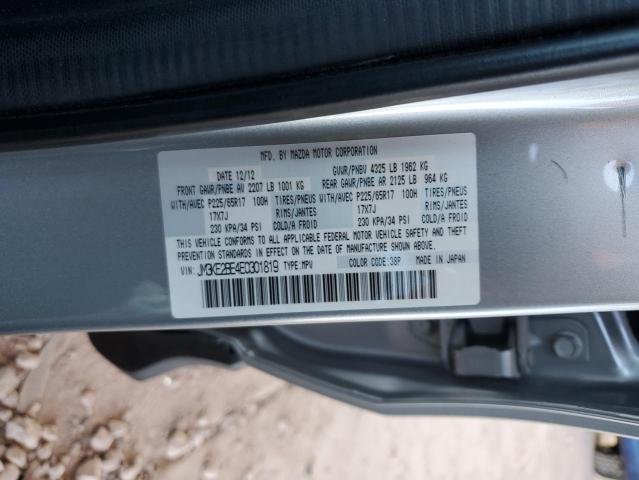 MFD. BY MAZDA MOTOR CORPORATION
DATE 12/12 GVWR/PNBV 4325 LB 1962 KG
FRONT GAWR/PNBE AV 2207 LB 1001 KG REAR GAWR/PNBE AR 2125 LB 964 KG
WITH/AVEC P225/65R17 100H TIRES/PNEUS WITH/AVEC P225/65R17 100H TIRES/PNEUS
17X7J RIMS/JANTES 17X7J RIMS/JANTES
230 KPA/34 PSI COLD/A FROID 230 KPA/34 PSI COLD/A FROID
THIS VEHICLE CONFORMS TO ALL APPLICABLE FEDERAL MOTOR VEHICLE SAFETY AND THEFT
PREVENTION STANDARDS IN EFFECT ON THE DATE OF MANUFACTURE SHOWN ABOVE.
VIN: JM3KE2BE4E0301819 TYPE:MPV COLOR CODE:38P MADE IN JAPAN